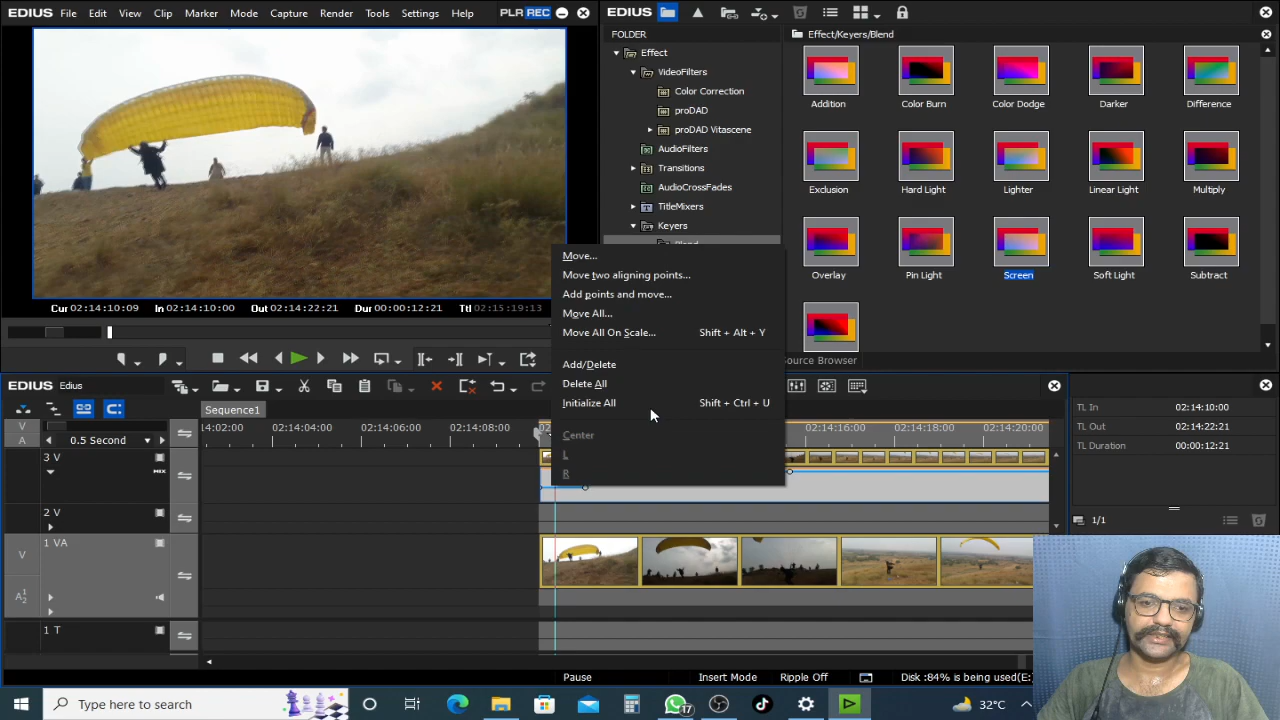 File Edit View Clip Marker Mode Capture Render Tools Settings Help PLR REC
Cur 02:14:10:09 In 02:14:10:00 Out 02:14:22:21 Dur 00:00:12:21 Ttl 02:15:19:13
EDIUS
FOLDER
Effect
VideoFilters
Color Correction
proDAD
proDAD Vitascene
AudioFilters
Transitions
AudioCrossFades
TitleMixers
Keyers
Blend
Effect/Keyers/Blend
Addition Color Burn Color Dodge Darker Difference
Exclusion Hard Light Lighter Linear Light Multiply
Overlay Pin Light Screen Soft Light Subtract
Source Browser
Move...
Move two aligning points...
Add points and move...
Move All...
Move All On Scale... Shift + Alt + Y
Add/Delete
Delete All
Initialize All Shift + Ctrl + U
Center
L
R
EDIUS Edius
Sequence1
V
A
0.5 Second
02:14:04:00 02:14:06:00 02:14:08:00 02:14:16:00 02:14:18:00 02:14:20:00
3 V
MIX
2 V
1 VA
V
A12
1 T
TL In 02:14:10:00
TL Out 02:14:22:21
TL Duration 00:00:12:21
1/1
Pause Insert Mode Ripple Off Disk :84% is being used(E:)
Type here to search
17
32°C